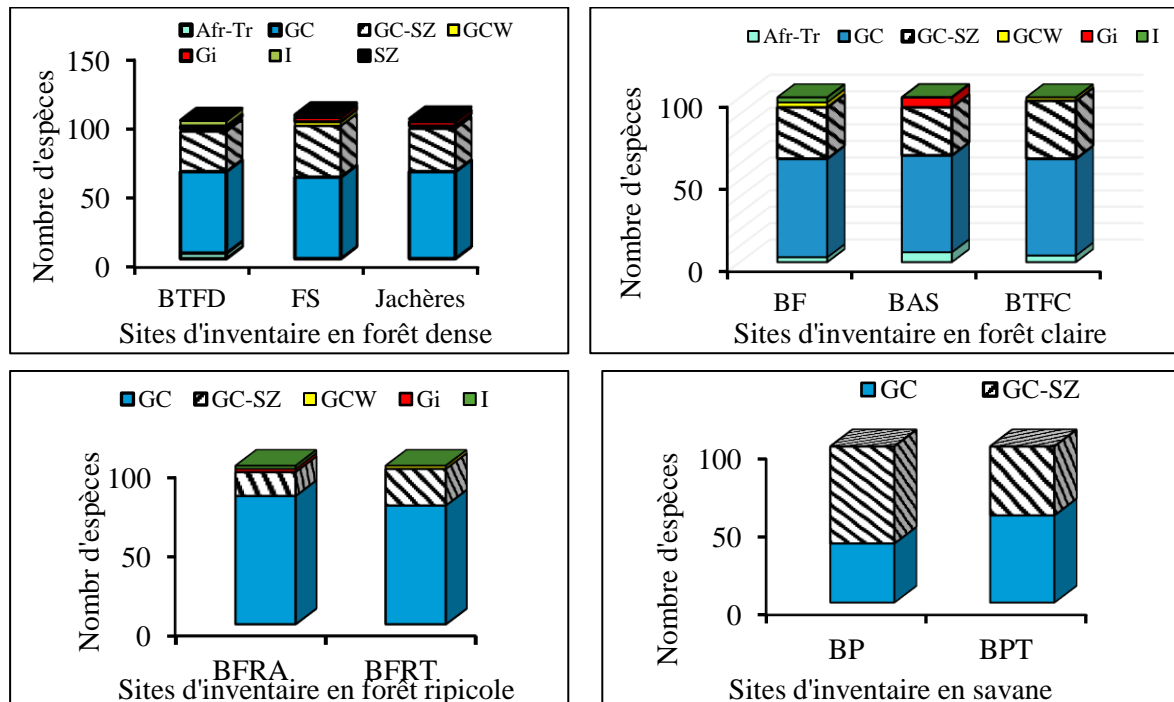 Afr-Tr GC GC-SZ GCW
Gi I SZ
150
100
50
0
Nombre d'espèces
BTFD FS Jachères
Sites d'inventaire en forêt dense
Afr-Tr GC GC-SZ GCW Gi I
100
50
0
Nombre d'espèces
BF BAS BTFC
Sites d'inventaire en forêt claire
GC GC-SZ GCW Gi I
100
50
0
Nombr d'espèces
BFRA BFRT
Sites d'inventaire en forêt ripicole
GC GC-SZ
100
50
0
Nombre d'espèces
BP BPT
Sites d'inventaire en savane